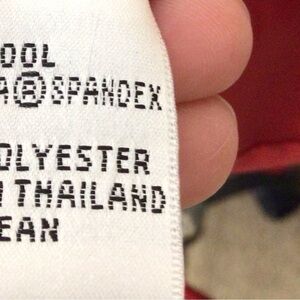 OOL
A®SPANDEX
OLYESTER
N THAILAND
EAN